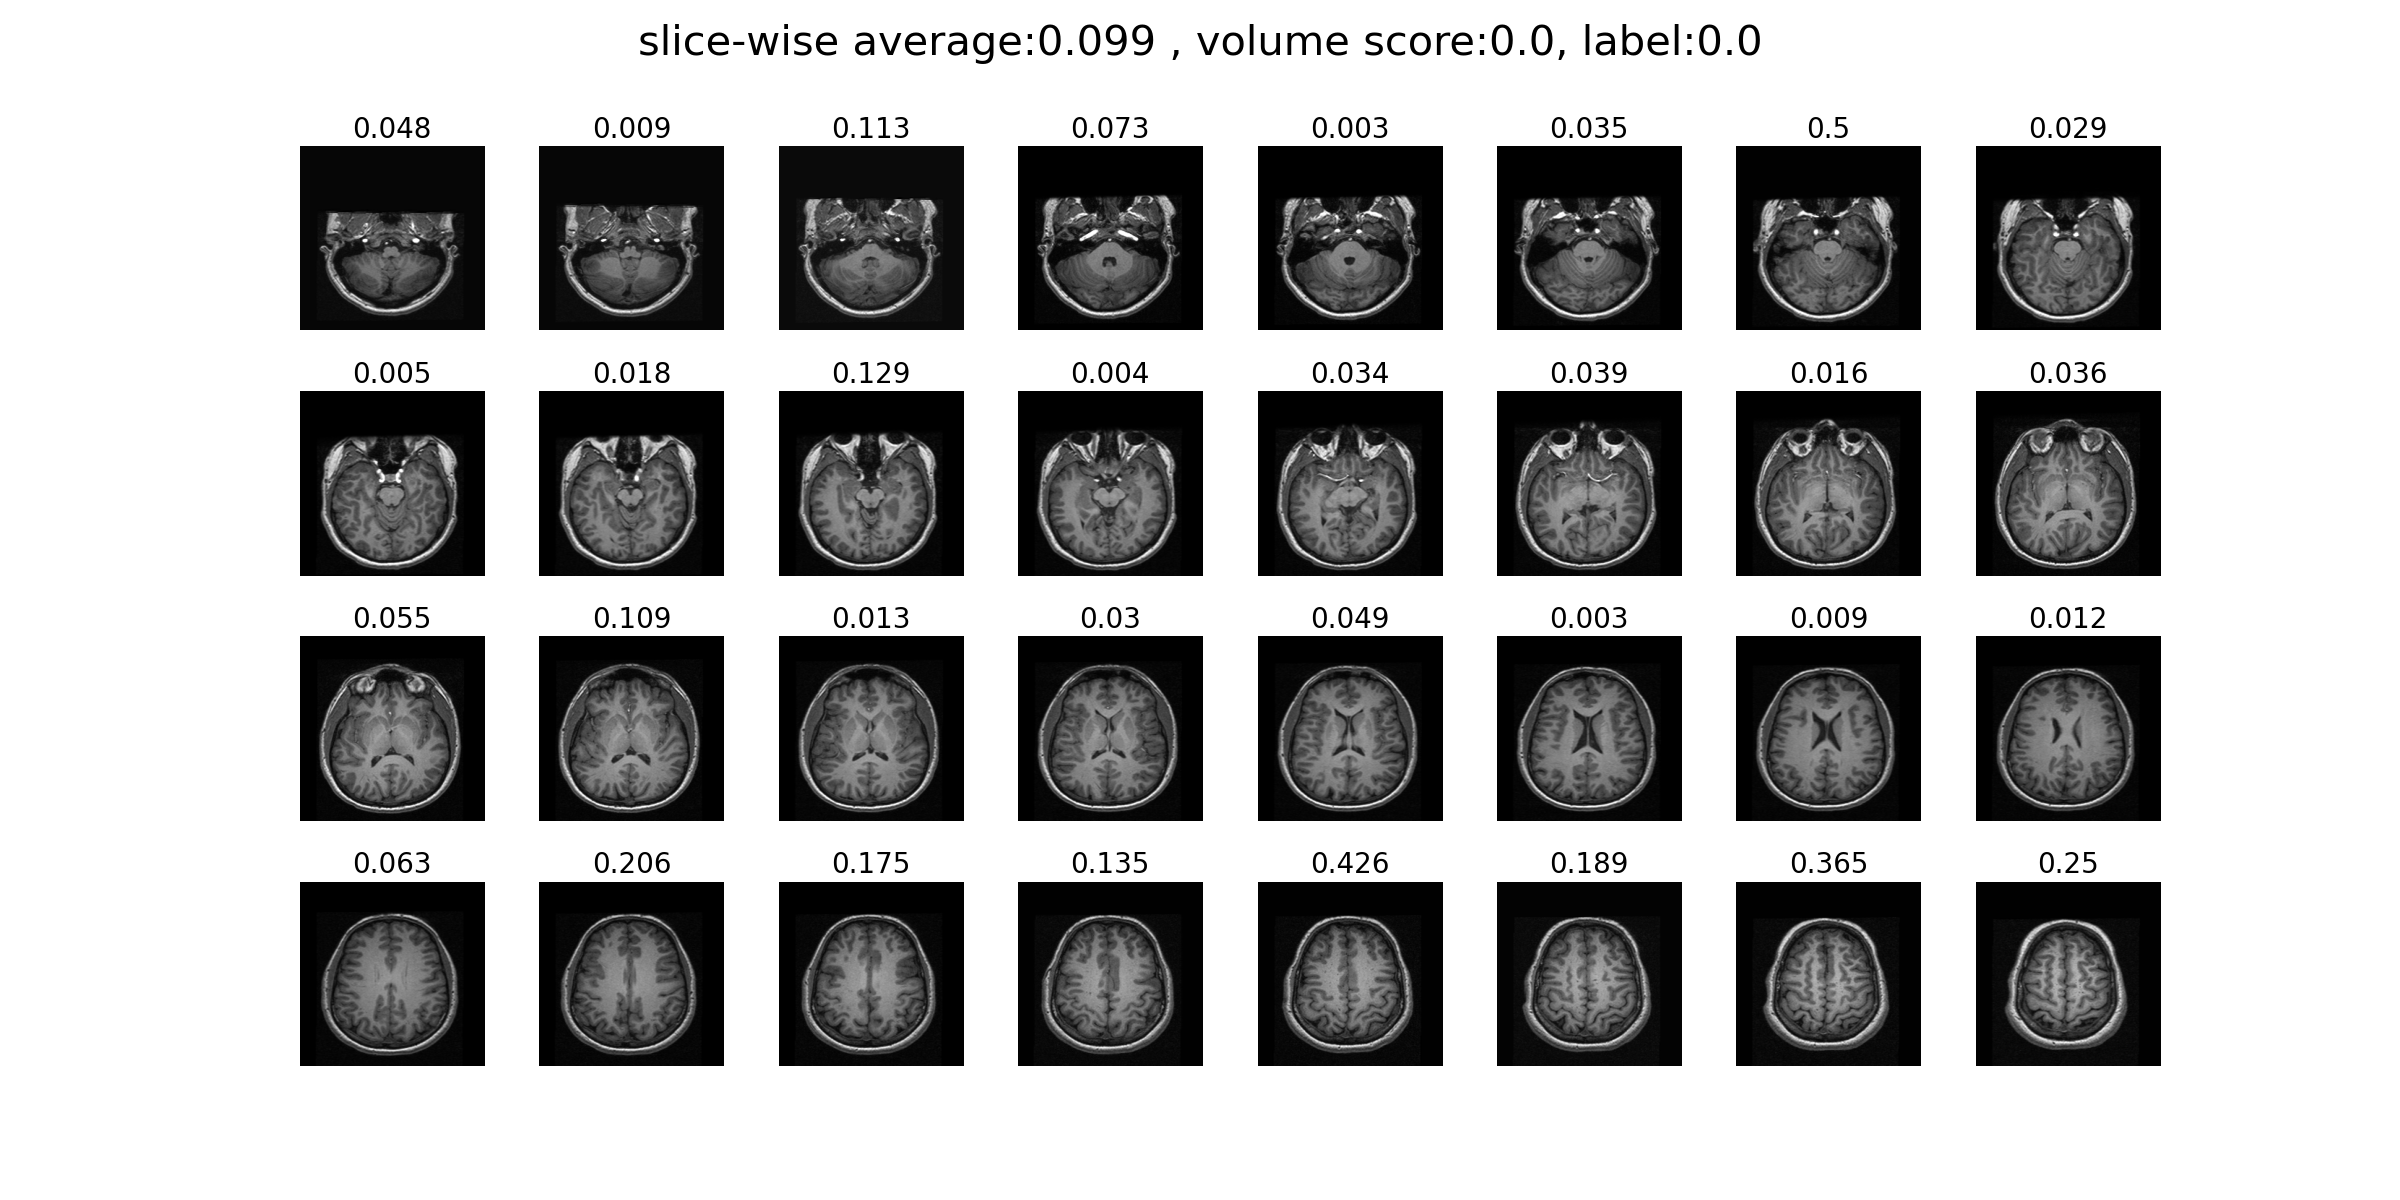 slice-wise average:0.099 , volume score:0.0, label:0.0
0.048 0.009 0.113 0.073 0.003 0.035 0.5 0.029
0.005 0.018 0.129 0.004 0.034 0.039 0.016 0.036
0.055 0.109 0.013 0.03 0.049 0.003 0.009 0.012
0.063 0.206 0.175 0.135 0.426 0.189 0.365 0.25